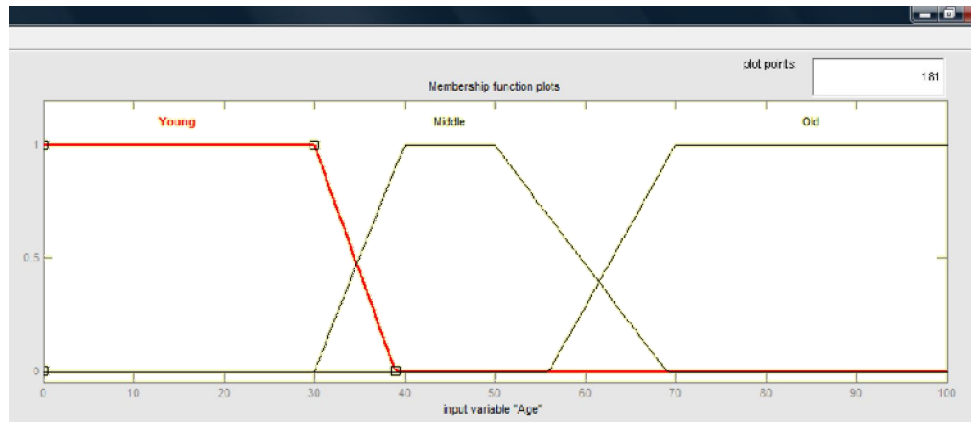 plot points:
181
Membership function plots
Young Middle Old
1
0.5
0
0 10 20 30 40 50 60 70 80 90 100
input variable "Age"